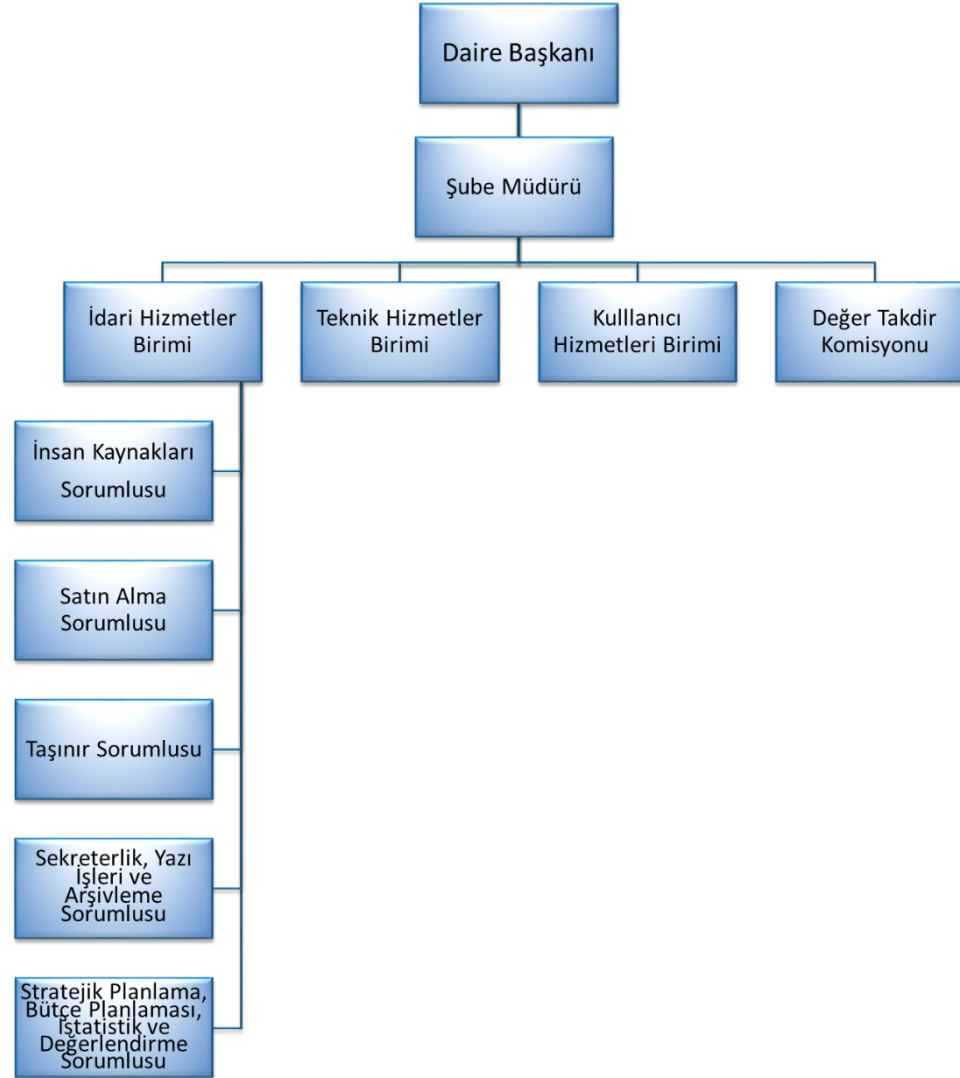 Daire Başkanı
Şube Müdürü
İdari Hizmetler
Birimi
Teknik Hizmetler
Birimi
Kulllanıcı
Hizmetleri Birimi
Değer Takdir
Komisyonu
İnsan Kaynakları
Sorumlusu
Satın Alma
Sorumlusu
Taşınır Sorumlusu
Sekreterlik, Yazı
İşleri ve
Arşivleme
Sorumlusu
Stratejik Planlama,
Bütçe Planlaması,
İstatistik ve
Değerlendirme
Sorumlusu